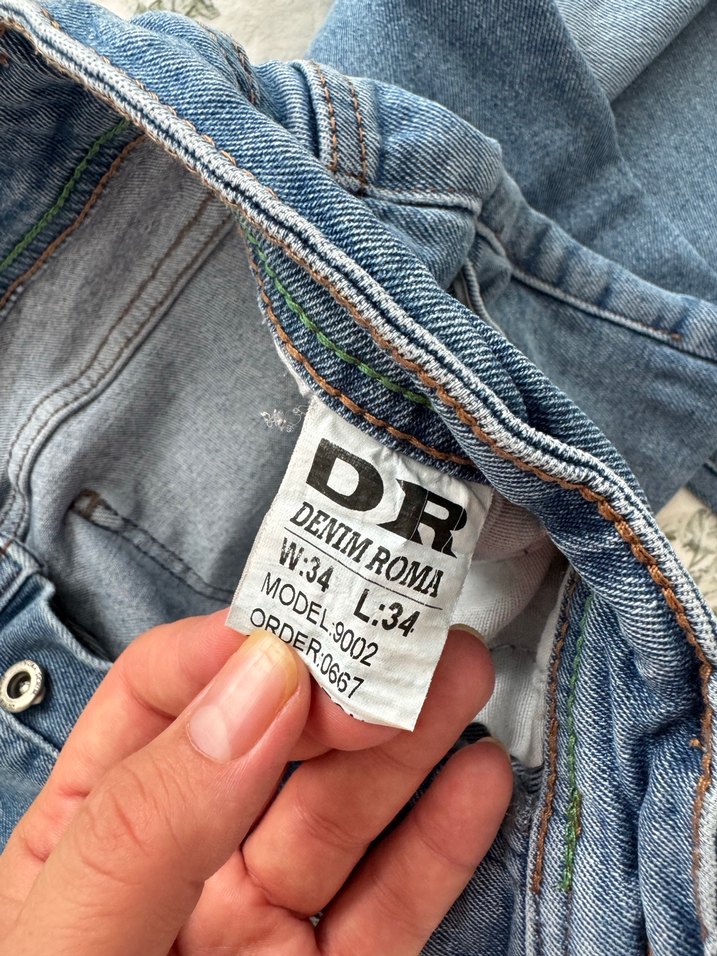 DR
DENIM ROMA
W:34 L:34
MODEL:9002
ORDER:0667